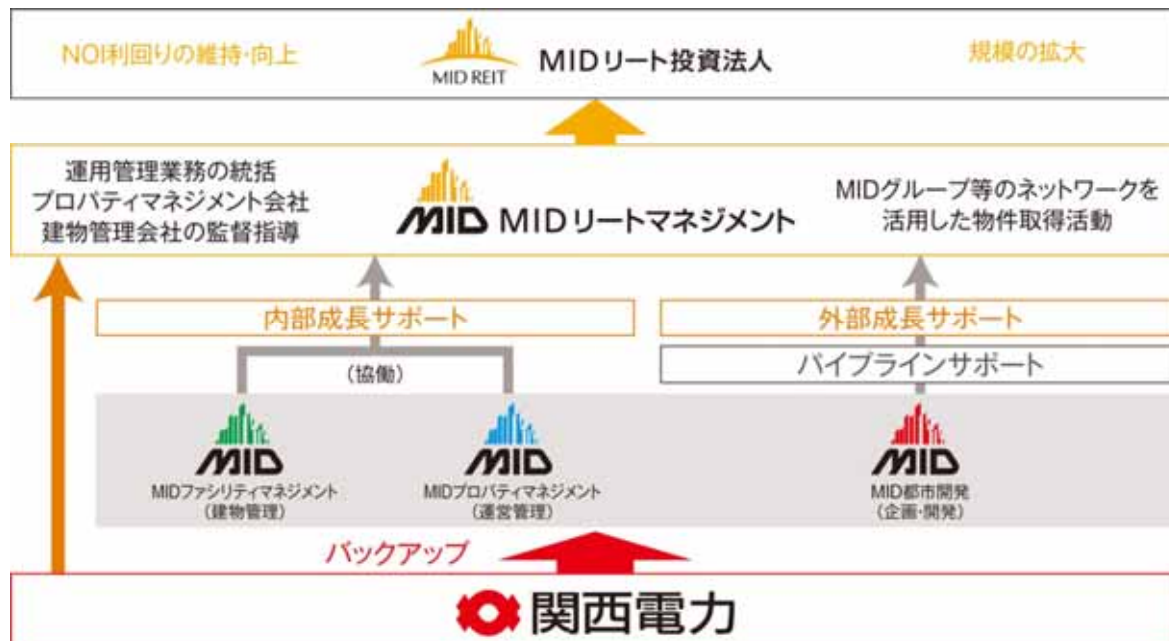 NOI利回りの維持・向上
MID REIT
MIDリート投資法人
規模の拡大
運用管理業務の統括
プロパティマネジメント会社
建物管理会社の監督指導
MID MIDリートマネジメント
MIDグループ等のネットワークを
活用した物件取得活動
内部成長サポート
外部成長サポート
(協働)
パイプラインサポート
MID
MIDファシリティマネジメント
(建物管理)
MID
MIDプロパティマネジメント
(運営管理)
MID
MID都市開発
(企画・開発)
バックアップ
関西電力